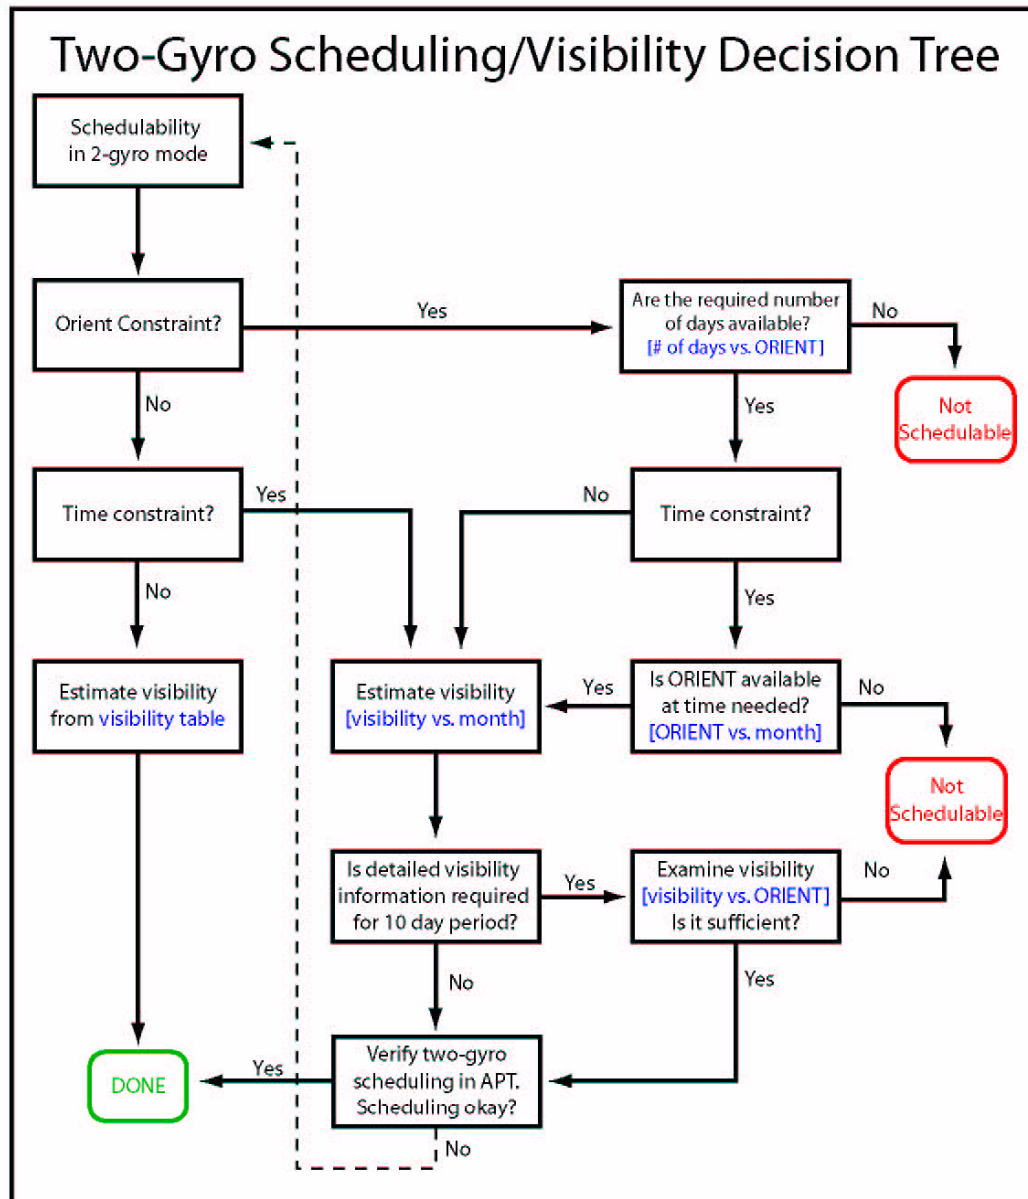 Two-Gyro Scheduling/Visibility Decision Tree
Schedulability
in 2-gyro mode
Orient Constraint?
Yes
Are the required number
of days available?
[# of days vs. ORIENT]
No
Not
Schedulable
No
Yes
Time constraint?
Yes
No
Time constraint?
No
Yes
Estimate visibility
from visibility table
Estimate visibility
[visibility vs. month]
Yes
Is ORIENT available
at time needed?
[ORIENT vs. month]
No
Not
Schedulable
Is detailed visibility
information required
for 10 day period?
Yes
Examine visibility
[visibility vs. ORIENT]
Is it sufficient?
No
No
Yes
DONE
Yes
Verify two-gyro
scheduling in APT.
Scheduling okay?
No